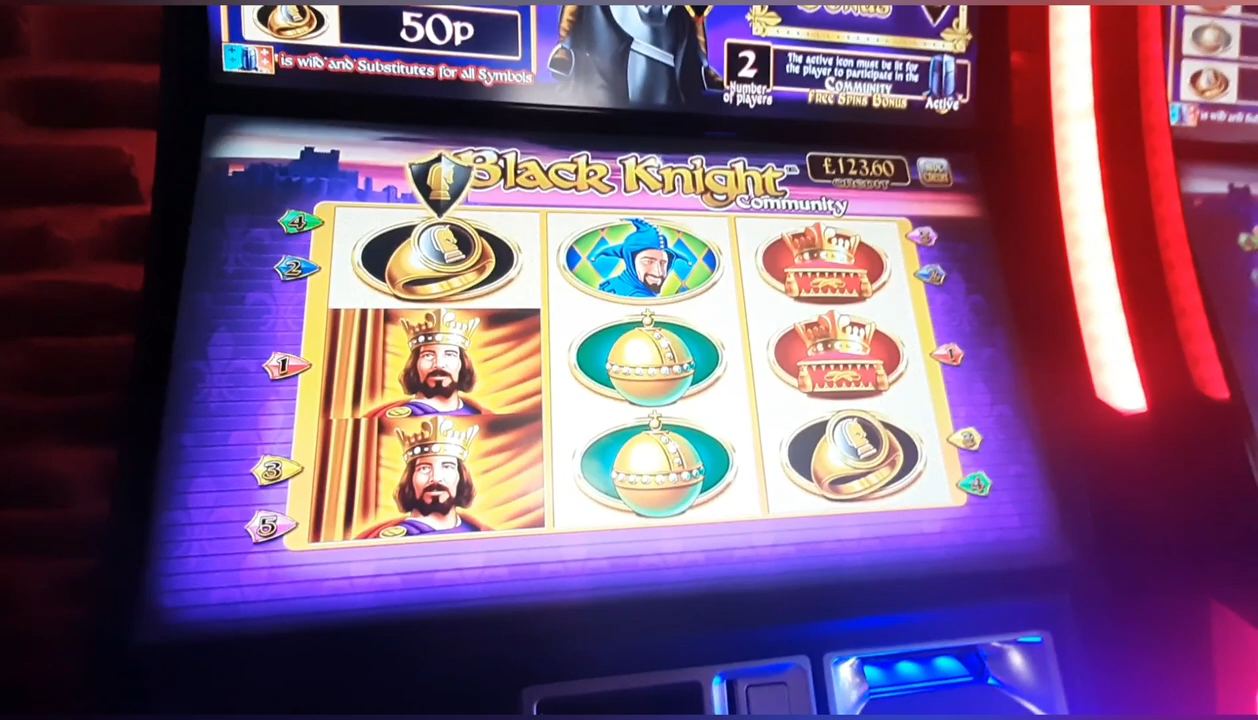 50p
is wild and Substitutes for all Symbols
Bonus
2
Number
of players
The active icon must be lit for
the player to participate in the
COMMUNITY
FREE SPINS BONUS
Active
Black Knight
Community
£123.60
CREDIT
4
2
1
3
5
5
2
1
3
4